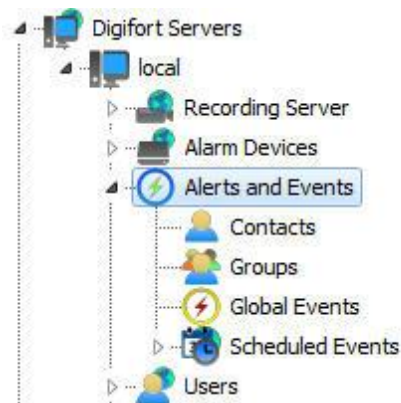 Digifort Servers
local
Recording Server
Alarm Devices
Alerts and Events
Contacts
Groups
Global Events
Scheduled Events
Users